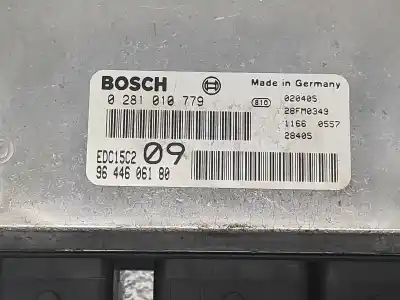 BOSCH
Made in Germany
0 281 010 779
810
020405
28FM0349
1166 0557
28405
EDC15C2 09
96 446 061 80